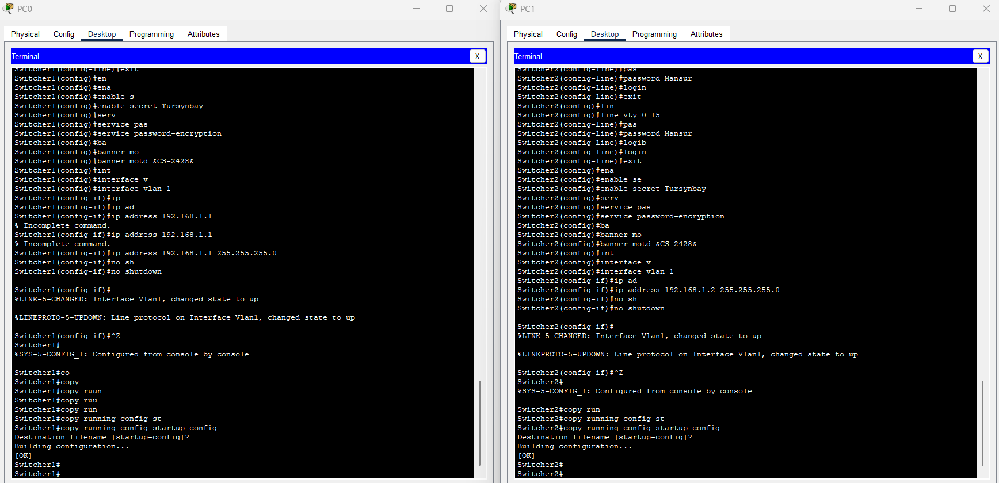 PC0
Physical Config Desktop Programming Attributes
Terminal X
Switcher1(config-line)#exit
Switcher1(config)#en
Switcher1(config)#ena
Switcher1(config)#enable s
Switcher1(config)#enable secret Tursynbay
Switcher1(config)#serv
Switcher1(config)#service pas
Switcher1(config)#service password-encryption
Switcher1(config)#ba
Switcher1(config)#banner mo
Switcher1(config)#banner motd &CS-2428&
Switcher1(config)#int
Switcher1(config)#interface v
Switcher1(config)#interface vlan 1
Switcher1(config-if)#ip
Switcher1(config-if)#ip ad
Switcher1(config-if)#ip address 192.168.1.1
% Incomplete command.
Switcher1(config-if)#ip address 192.168.1.1
% Incomplete command.
Switcher1(config-if)#ip address 192.168.1.1 255.255.255.0
Switcher1(config-if)#no sh
Switcher1(config-if)#no shutdown
Switcher1(config-if)#
%LINK-5-CHANGED: Interface Vlan1, changed state to up
%LINEPROTO-5-UPDOWN: Line protocol on Interface Vlan1, changed state to up
Switcher1(config-if)#^Z
Switcher1#
%SYS-5-CONFIG_I: Configured from console by console
Switcher1#co
Switcher1#copy
Switcher1#copy ruun
Switcher1#copy ruu
Switcher1#copy run
Switcher1#copy running-config st
Switcher1#copy running-config startup-config
Destination filename [startup-config]?
Building configuration...
[OK]
Switcher1#
Switcher1#
PC1
Physical Config Desktop Programming Attributes
Terminal X
Switcher2(config-line)#pas
Switcher2(config-line)#password Mansur
Switcher2(config-line)#login
Switcher2(config-line)#exit
Switcher2(config)#lin
Switcher2(config)#line vty 0 15
Switcher2(config-line)#pas
Switcher2(config-line)#password Mansur
Switcher2(config-line)#logib
Switcher2(config-line)#login
Switcher2(config-line)#exit
Switcher2(config)#ena
Switcher2(config)#enable se
Switcher2(config)#enable secret Tursynbay
Switcher2(config)#serv
Switcher2(config)#service pas
Switcher2(config)#service password-encryption
Switcher2(config)#ba
Switcher2(config)#banner mo
Switcher2(config)#banner motd &CS-2428&
Switcher2(config)#int
Switcher2(config)#interface v
Switcher2(config)#interface vlan 1
Switcher2(config-if)#ip ad
Switcher2(config-if)#ip address 192.168.1.2 255.255.255.0
Switcher2(config-if)#no sh
Switcher2(config-if)#no shutdown
Switcher2(config-if)#
%LINK-5-CHANGED: Interface Vlan1, changed state to up
%LINEPROTO-5-UPDOWN: Line protocol on Interface Vlan1, changed state to up
Switcher2(config-if)#^Z
Switcher2#
%SYS-5-CONFIG_I: Configured from console by console
Switcher2#copy run
Switcher2#copy running-config st
Switcher2#copy running-config startup-config
Destination filename [startup-config]?
Building configuration...
[OK]
Switcher2#
Switcher2#